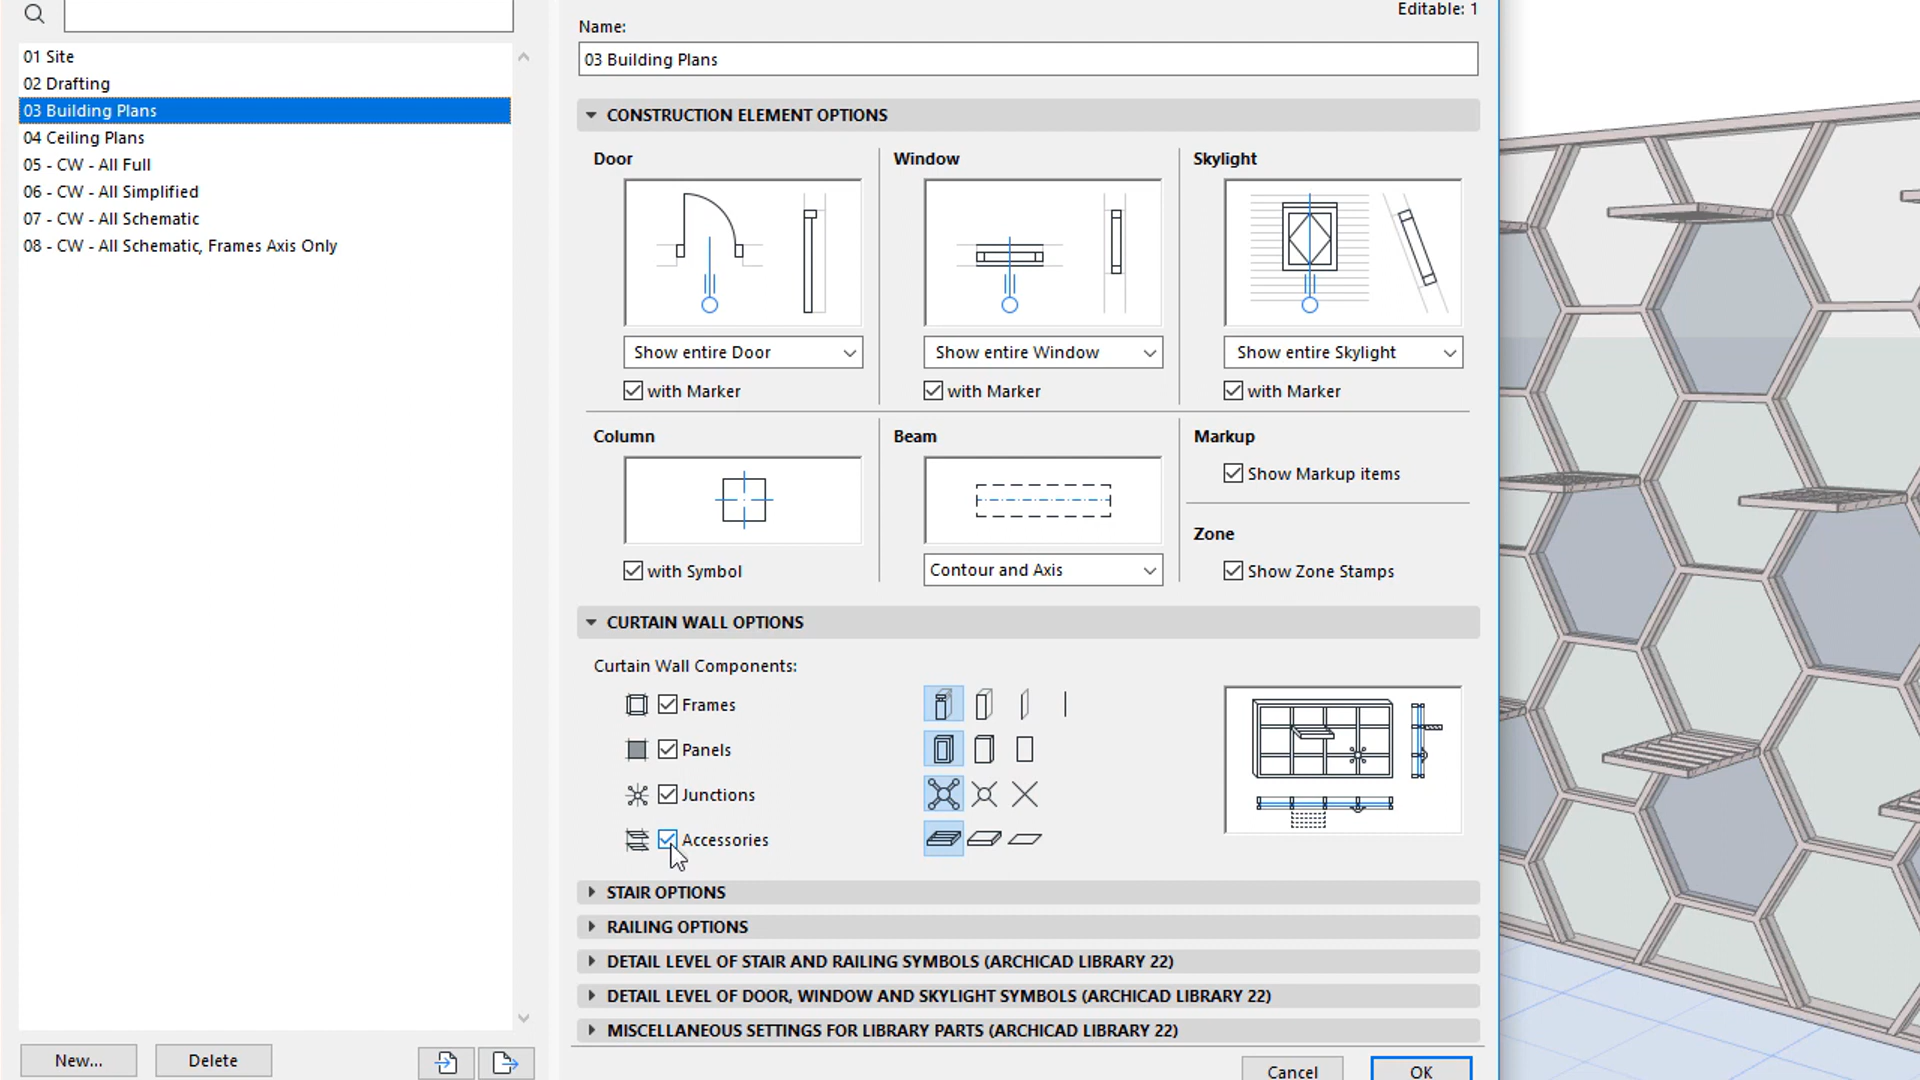 Editable: 1
Name:
03 Building Plans
01 Site
02 Drafting
03 Building Plans
04 Ceiling Plans
05 - CW - All Full
06 - CW - All Simplified
07 - CW - All Schematic
08 - CW - All Schematic, Frames Axis Only
CONSTRUCTION ELEMENT OPTIONS
Door
Window
Skylight
Show entire Door
Show entire Window
Show entire Skylight
with Marker
with Marker
with Marker
Column
Beam
Markup
Show Markup items
Zone
with Symbol
Contour and Axis
Show Zone Stamps
CURTAIN WALL OPTIONS
Curtain Wall Components:
Frames
Panels
Junctions
Accessories
STAIR OPTIONS
RAILING OPTIONS
DETAIL LEVEL OF STAIR AND RAILING SYMBOLS (ARCHICAD LIBRARY 22)
DETAIL LEVEL OF DOOR, WINDOW AND SKYLIGHT SYMBOLS (ARCHICAD LIBRARY 22)
MISCELLANEOUS SETTINGS FOR LIBRARY PARTS (ARCHICAD LIBRARY 22)
New...
Delete
Cancel
OK